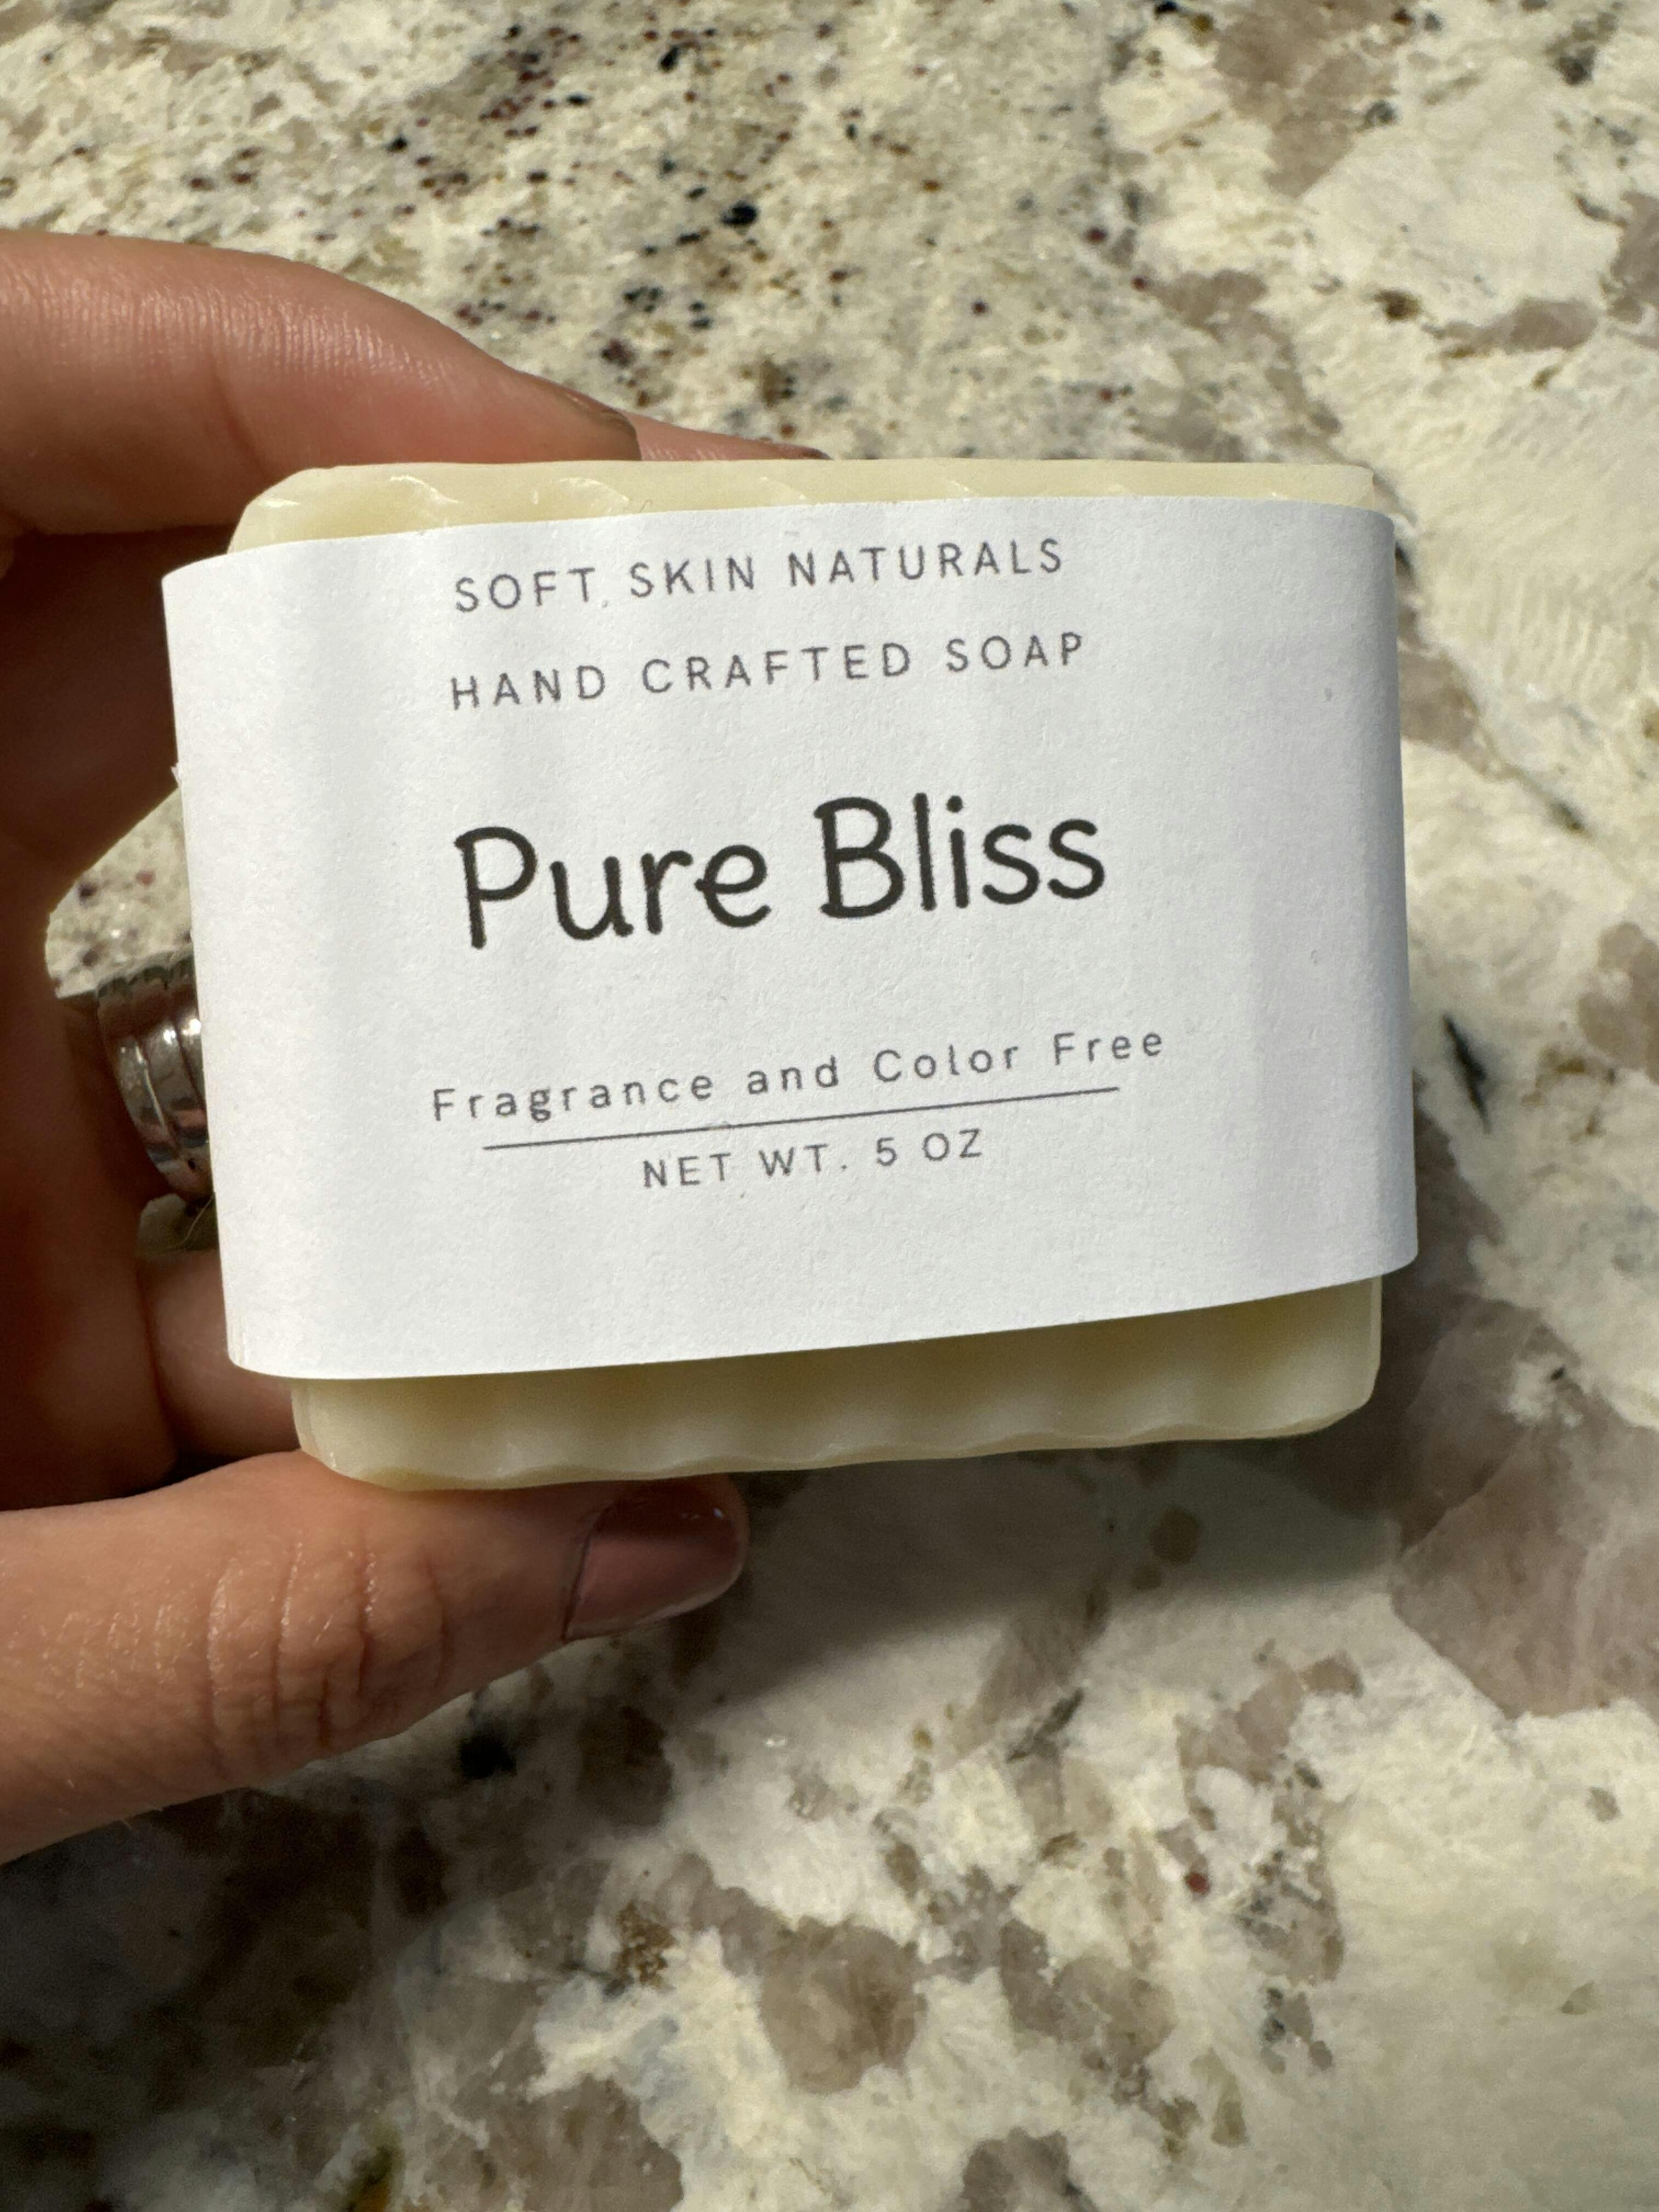 SOFT SKIN NATURALS
HAND CRAFTED SOAP
Pure Bliss
Fragrance and Color Free
NET WT. 5 OZ